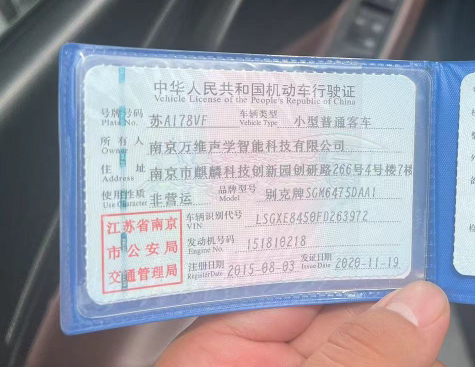 中华人民共和国机动车行驶证
Vehicle License of the People's Republic of China
号牌号码 苏A178VF 车辆类型 小型普通客车
Plate No. Vehicle Type
所有人 南京万维声学智能科技有限公司
Owner
住址 南京市麒麟科技创新园创研路266号4号楼7楼
Address
使用性质 非营运 品牌型号 别克牌SGM6475DAA1
Use Character Model
江苏省南京
市公安局
交通管理局
车辆识别代号 LSGXE8450FD263972
VIN
发动机号码 151810218
Engine No.
注册日期 2015-08-03 发证日期 2020-11-19
Register Date Issue Date